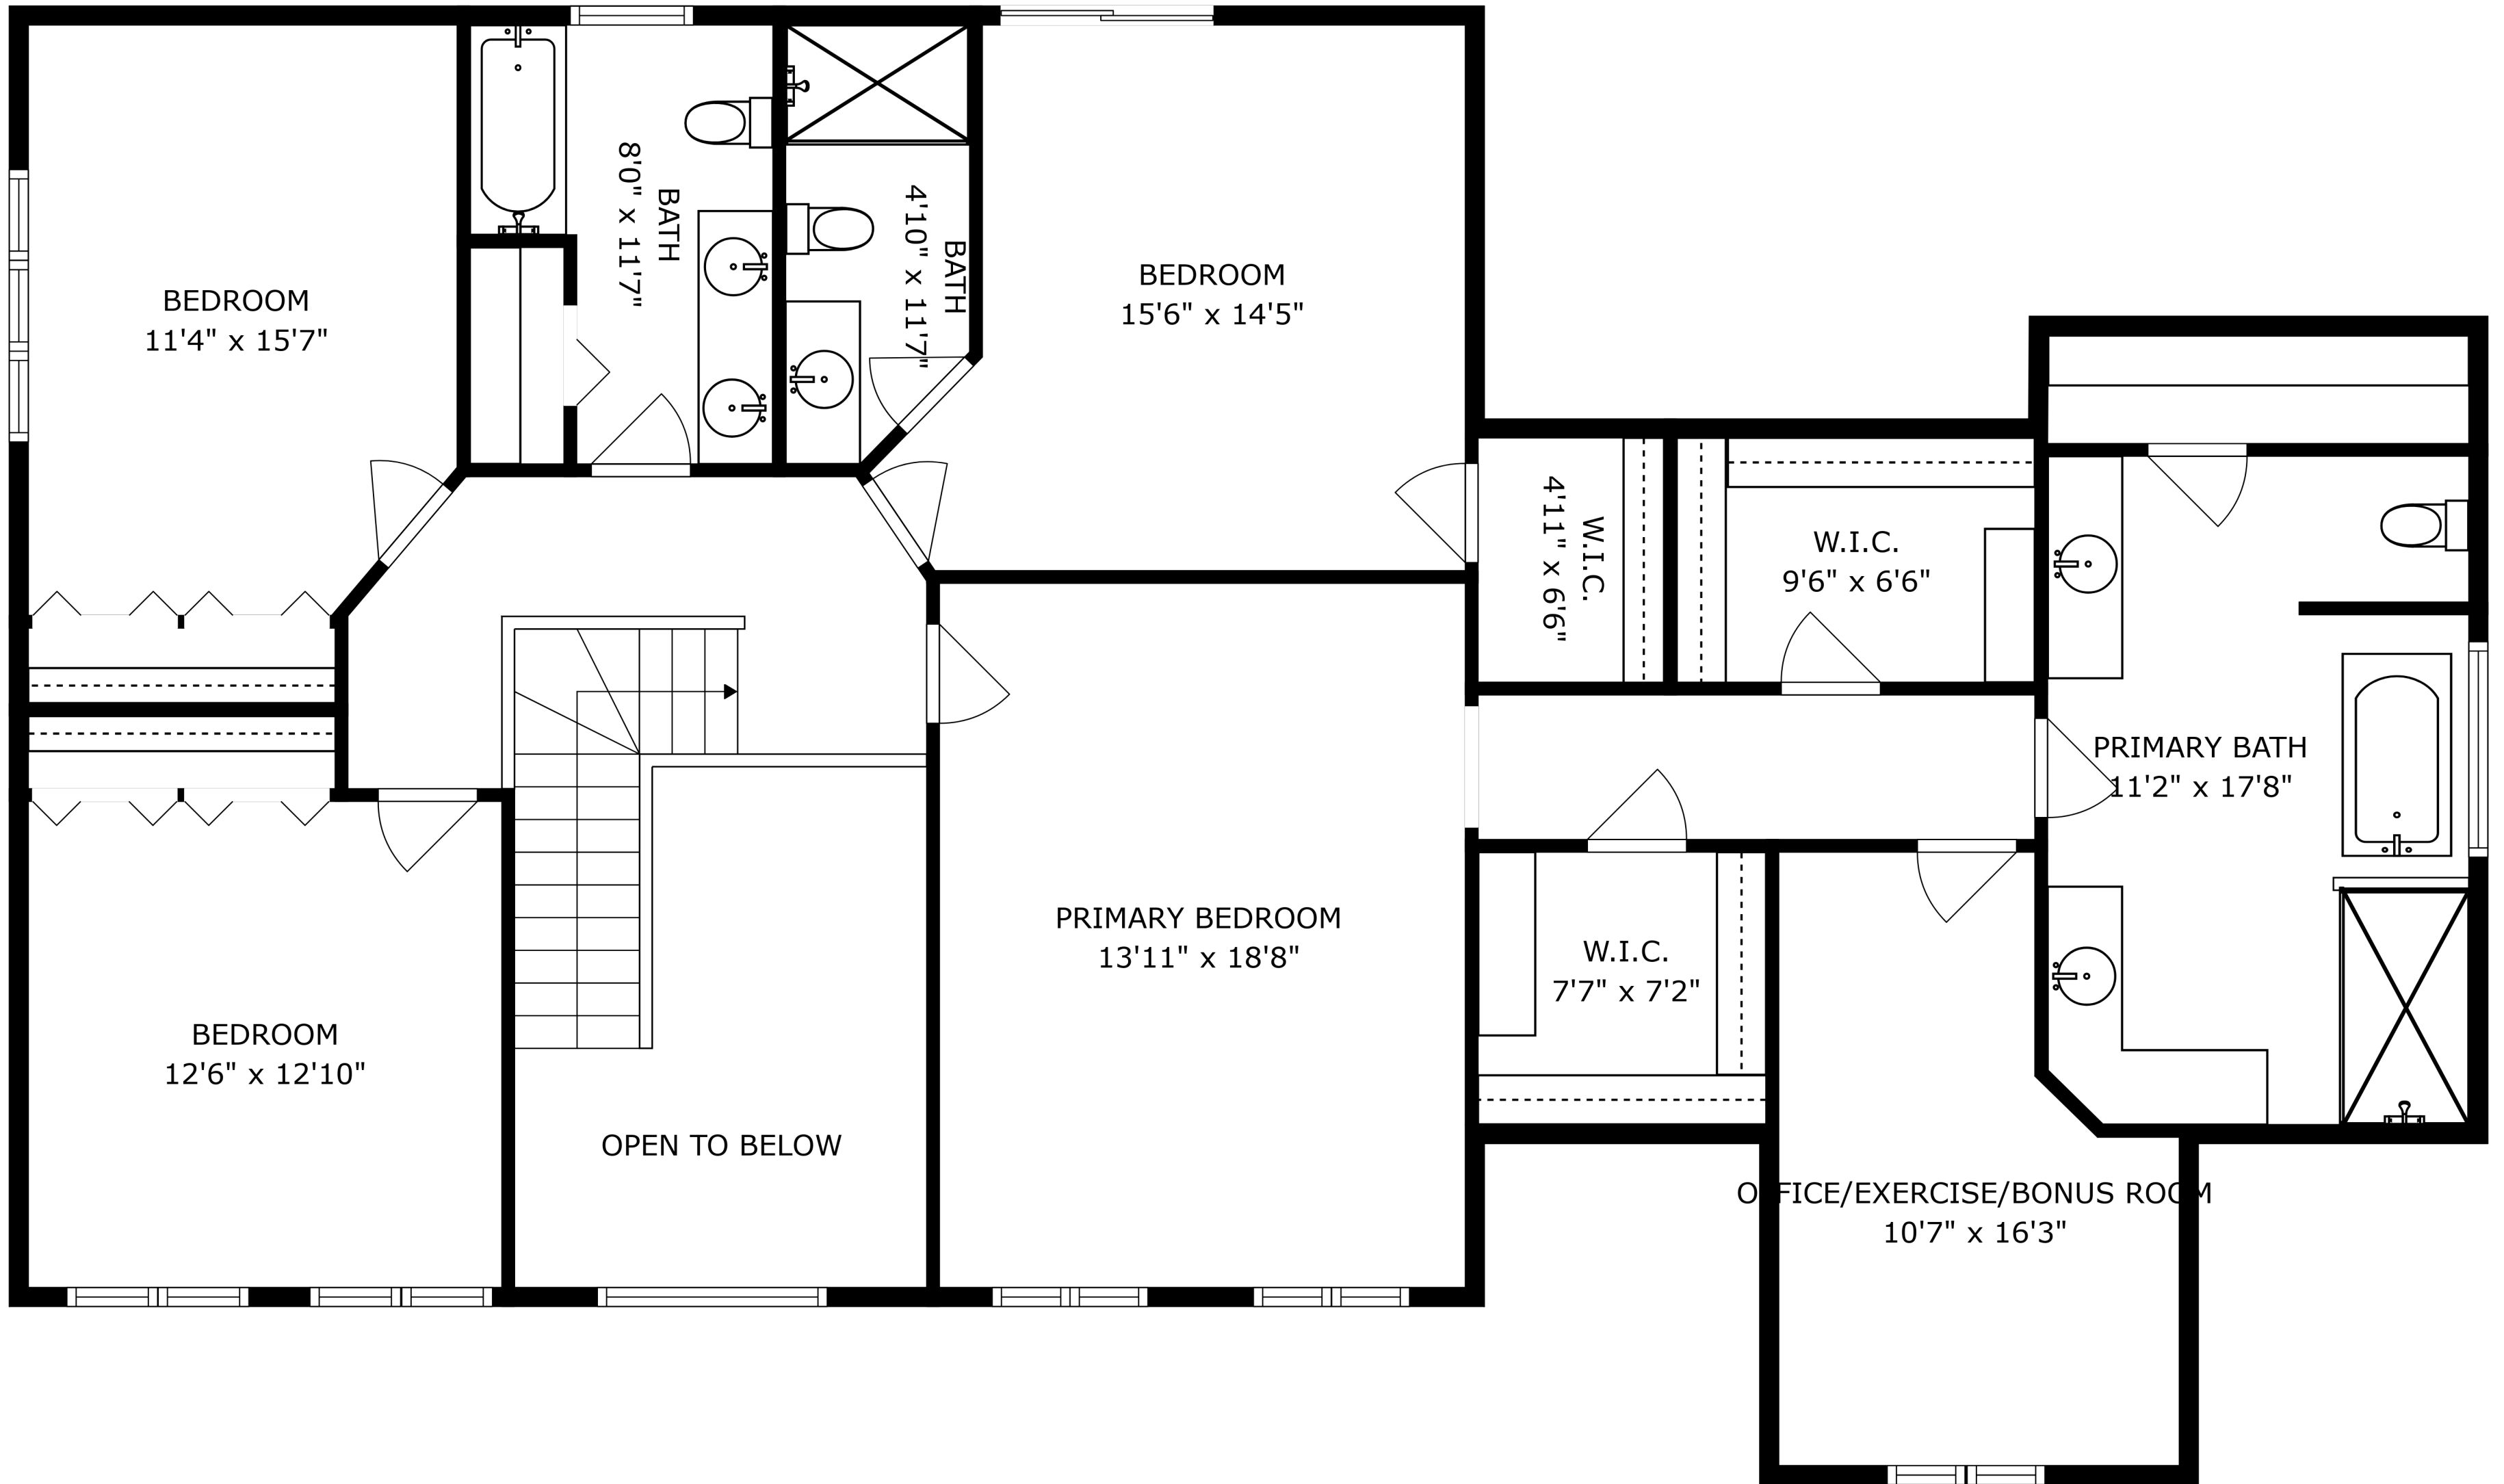 BATH
8'0" x 11'7"
BATH
4'10" x 11'7"
BEDROOM
11'4" x 15'7"
BEDROOM
15'6" x 14'5"
W.I.C.
4'11" x 6'6"
W.I.C.
9'6" x 6'6"
PRIMARY BATH
11'2" x 17'8"
PRIMARY BEDROOM
13'11" x 18'8"
W.I.C.
7'7" x 7'2"
BEDROOM
12'6" x 12'10"
OPEN TO BELOW
OFFICE/EXERCISE/BONUS ROOM
10'7" x 16'3"